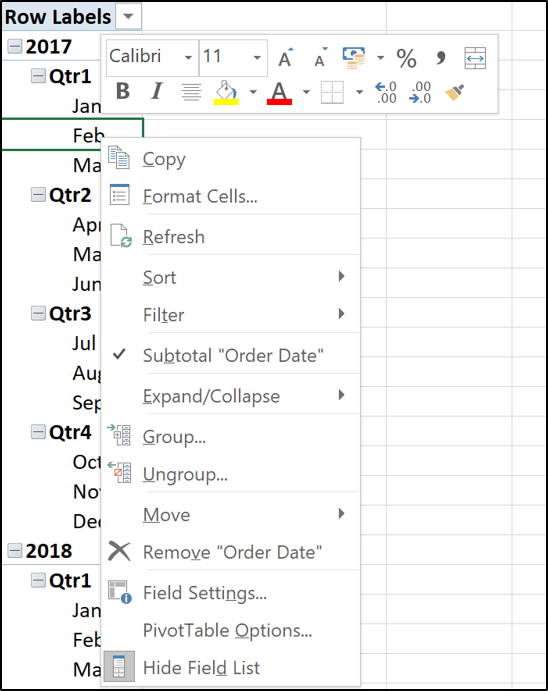 Row Labels
2017
Calibri 11 A A % ,
B I A .0 .00 .00 .0
Qtr1
Jan
Feb
Ma
Qtr2
Apr
Ma
Jun
Qtr3
Jul
Aug
Sep
Qtr4
Oct
Nov
Dec
2018
Qtr1
Jan
Feb
Ma
Copy
Format Cells...
Refresh
Sort
Filter
Subtotal "Order Date"
Expand/Collapse
Group...
Ungroup...
Move
Remove "Order Date"
Field Settings...
PivotTable Options...
Hide Field List